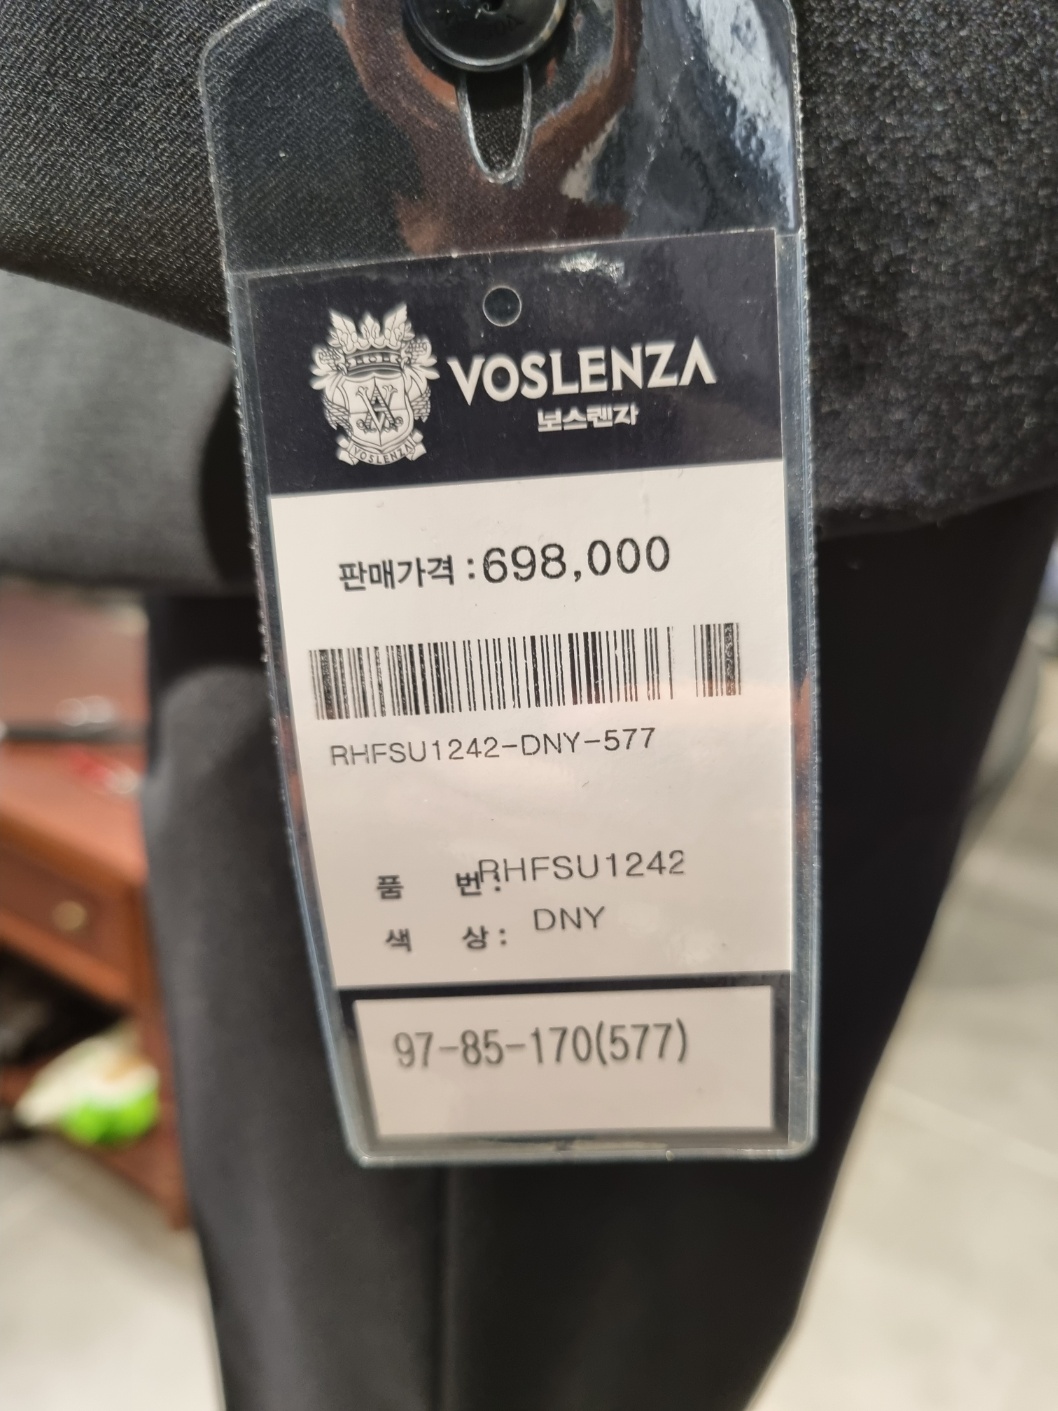 VOSLENZA
보스렌자
VOSLENZA
판매가격 : 698,000
RHFSU1242-DNY-577
품 번 : RHFSU1242
색 상 : DNY
97-85-170(577)